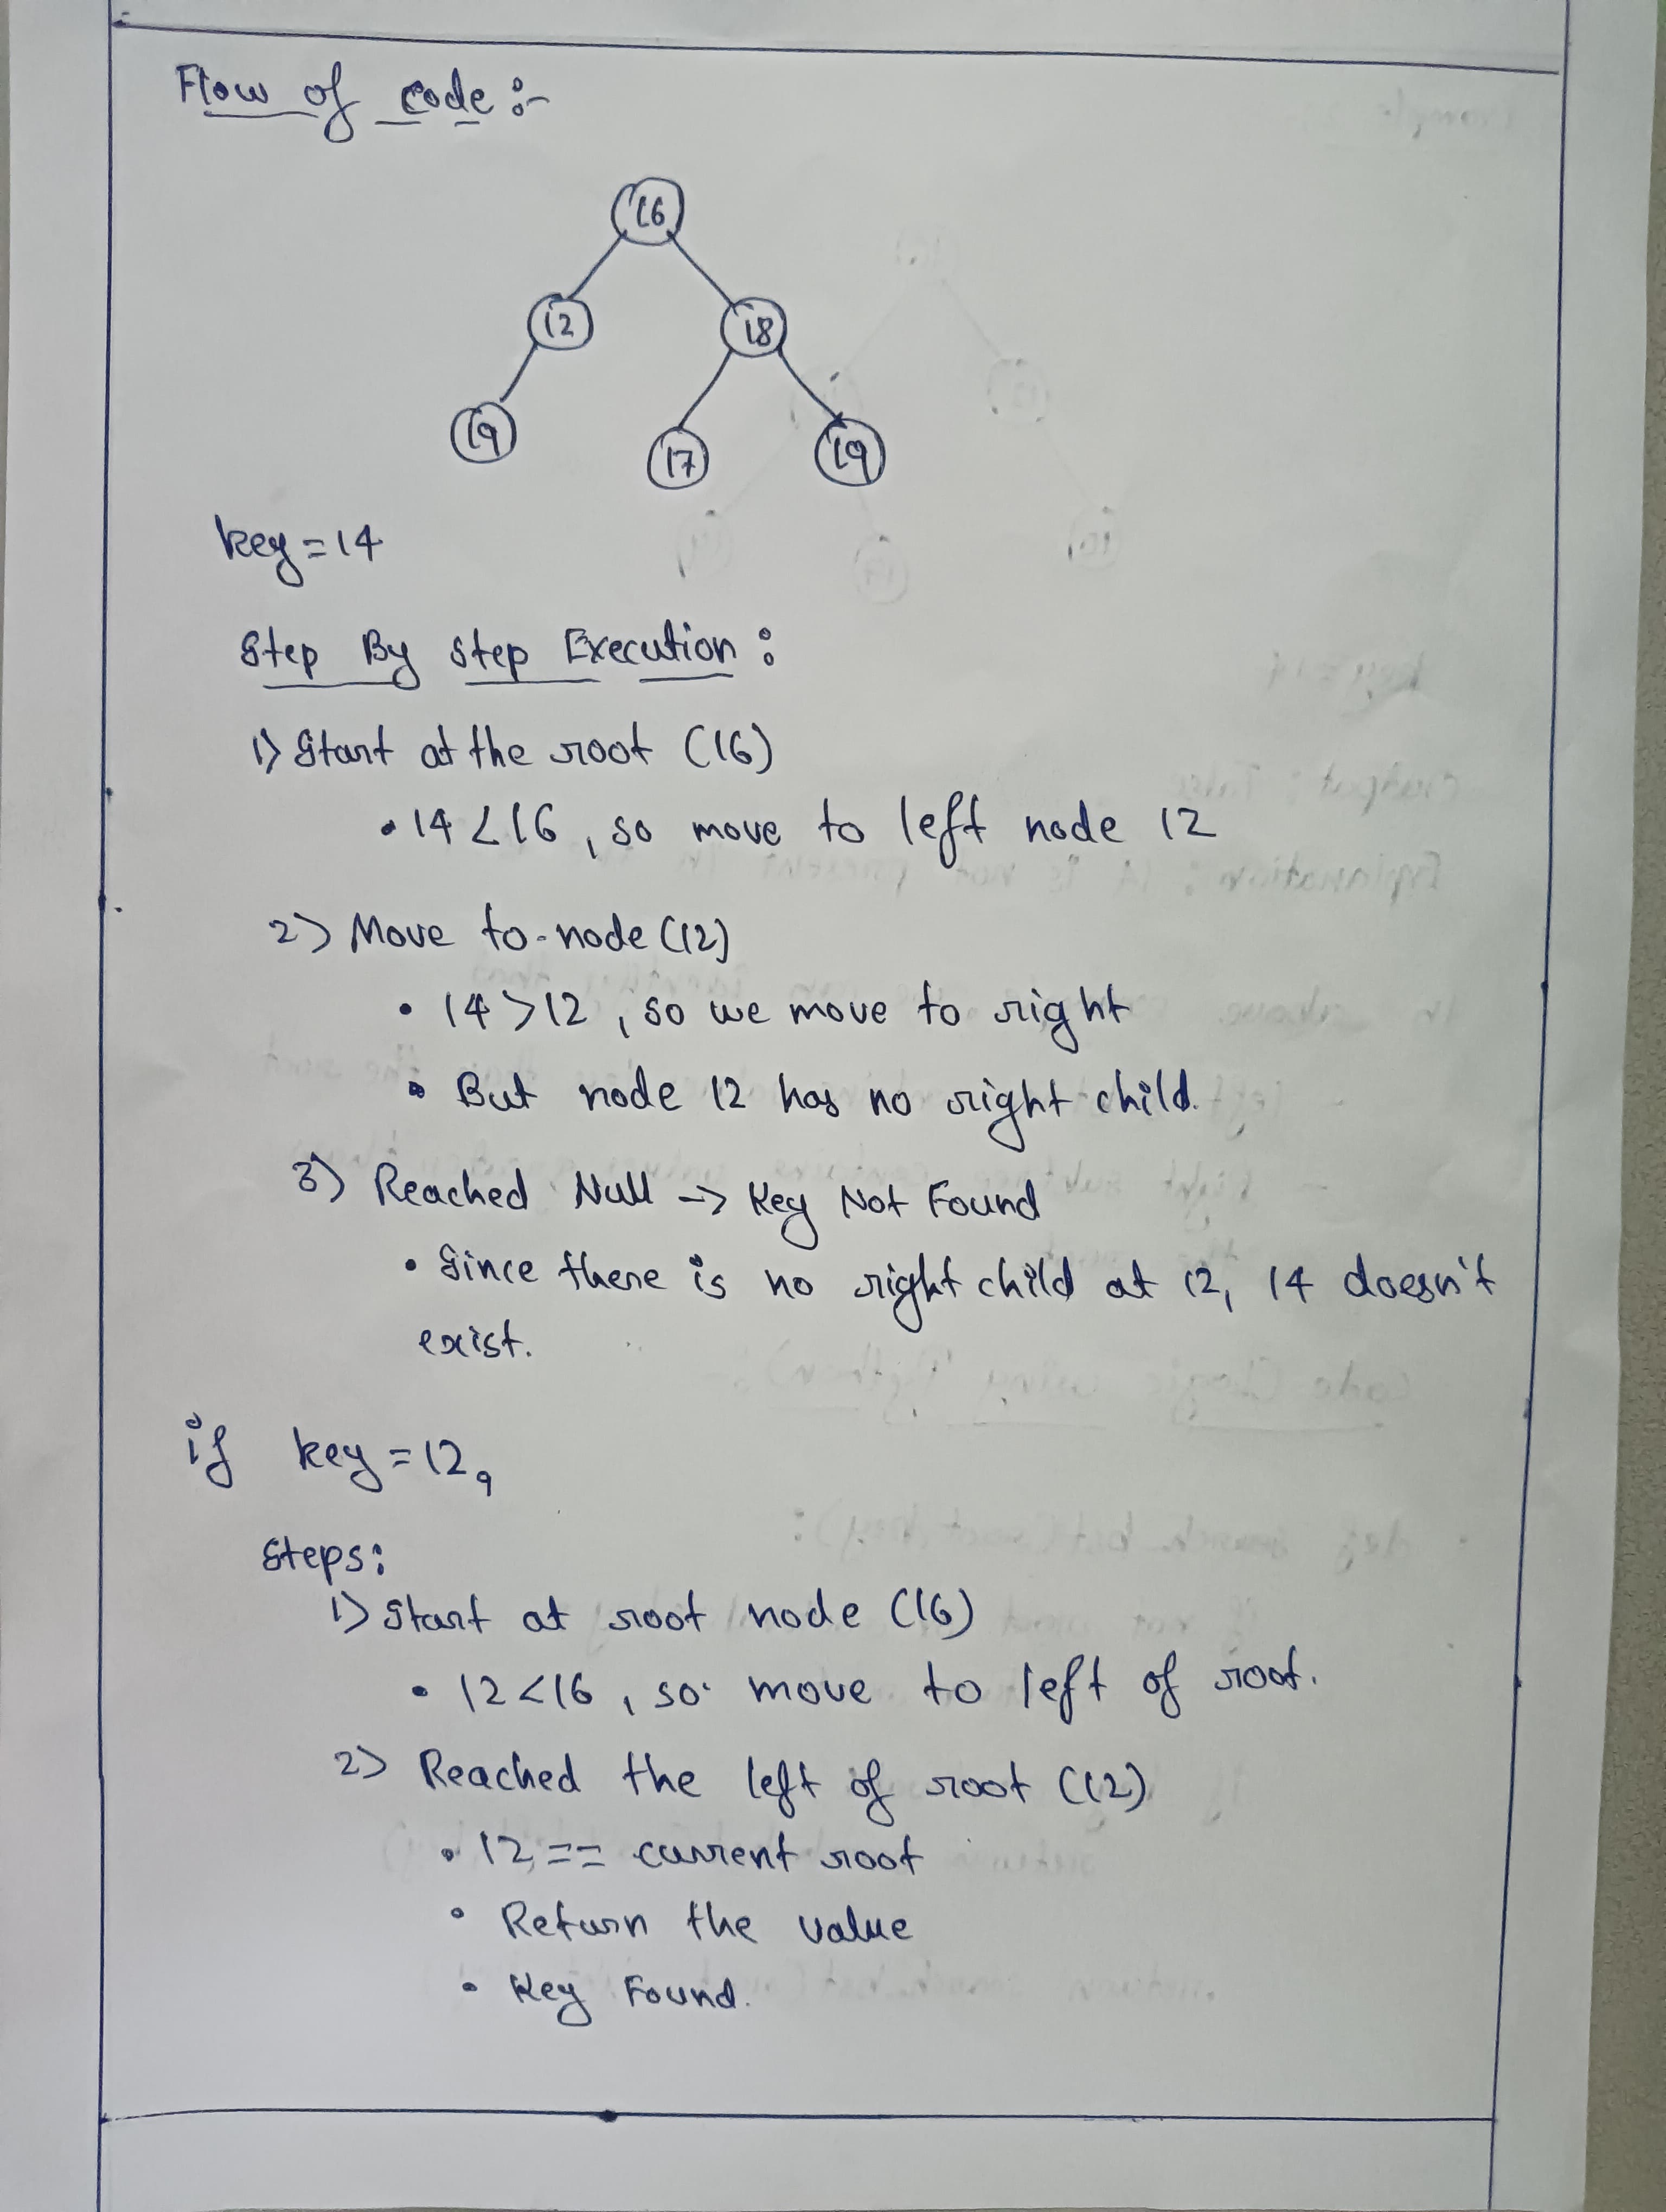 Flow of code :-
16
12
18
19
17
19
key=14
Step By step Execution :
1) Start at the root (16)
• 14<16, so move to left node 12
2) Move to node (12)
• 14>12, so we move to right
• But node 12 has no right child.
3) Reached Null -> Key Not Found
• Since there is no right child at 12, 14 doesn't
exist.
if key=12,
Steps:
1) Start at root node (16)
• 12<16, so move to left of root.
2) Reached the left of root (12)
• 12 == current root
• Return the value
• Key Found.